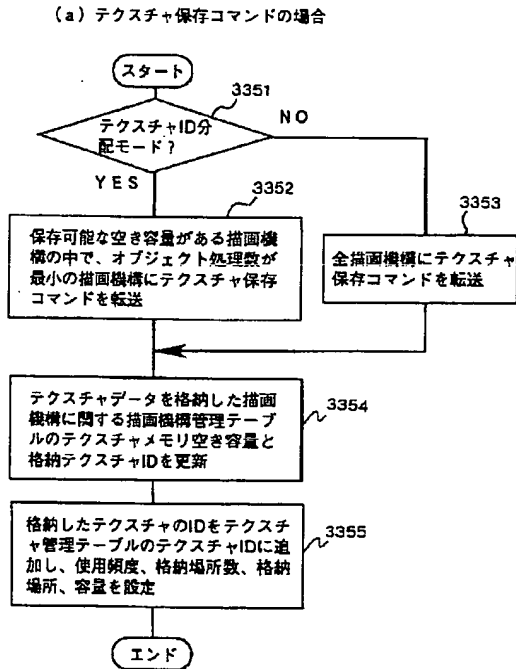 (a) テクスチャ保存コマンドの場合
スタート
3351
テクスチャID分
配モード?
NO
YES
3352
保存可能な空き容量がある描画機
構の中で、オブジェクト処理数が
最小の描画機構にテクスチャ保存
コマンドを転送
3353
全描画機構にテクスチャ
保存コマンドを転送
テクスチャデータを格納した描画
機構に関する描画機構管理テーブ
ルのテクスチャメモリ空き容量と
格納テクスチャIDを更新
3354
格納したテクスチャのIDをテクスチ
ャ管理テーブルのテクスチャIDに追
加し、使用頻度、格納場所数、格納
場所、容量を設定
3355
エンド